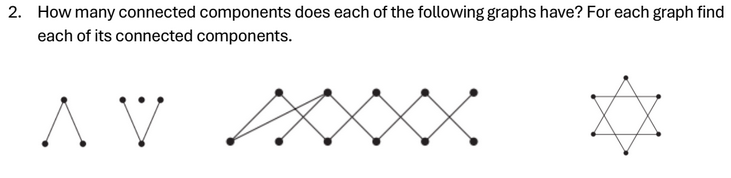 2. How many connected components does each of the following graphs have? For each graph find
each of its connected components.